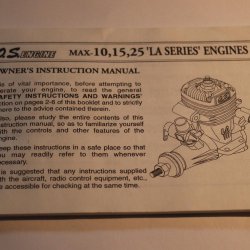 O.S. ENGINE
MAX-10,15,25 'LA SERIES' ENGINES
OWNER'S INSTRUCTION MANUAL
It is of vital importance, before attempting to
operate your engine, to read the general
'SAFETY INSTRUCTIONS AND WARNINGS'
section on pages 2-8 of this booklet and to strictly
adhere to the advice contained therein.
Also, please study the entire contents of this
instruction manual, so as to familiarize yourself
with the controls and other features of the
engine.
Keep these instructions in a safe place so that
you may readily refer to them whenever
necessary.
It is suggested that any instructions supplied
with the aircraft, radio control equipment, etc.,
are accessible for checking at the same time.